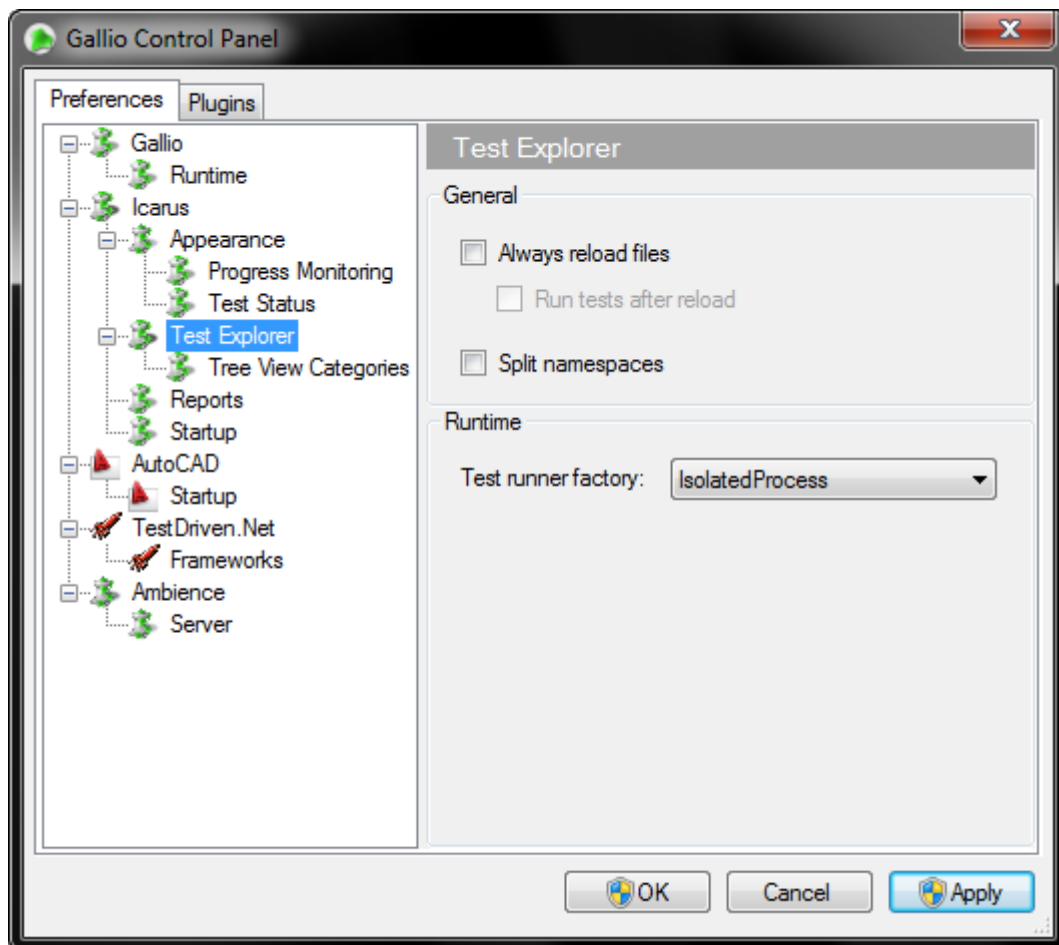 Gallio Control Panel
Preferences
Plugins
Gallio
Runtime
Icarus
Appearance
Progress Monitoring
Test Status
Test Explorer
Tree View Categories
Reports
Startup
AutoCAD
Startup
TestDriven.Net
Frameworks
Ambience
Server
Test Explorer
General
Always reload files
Run tests after reload
Split namespaces
Runtime
Test runner factory: IsolatedProcess
OK
Cancel
Apply